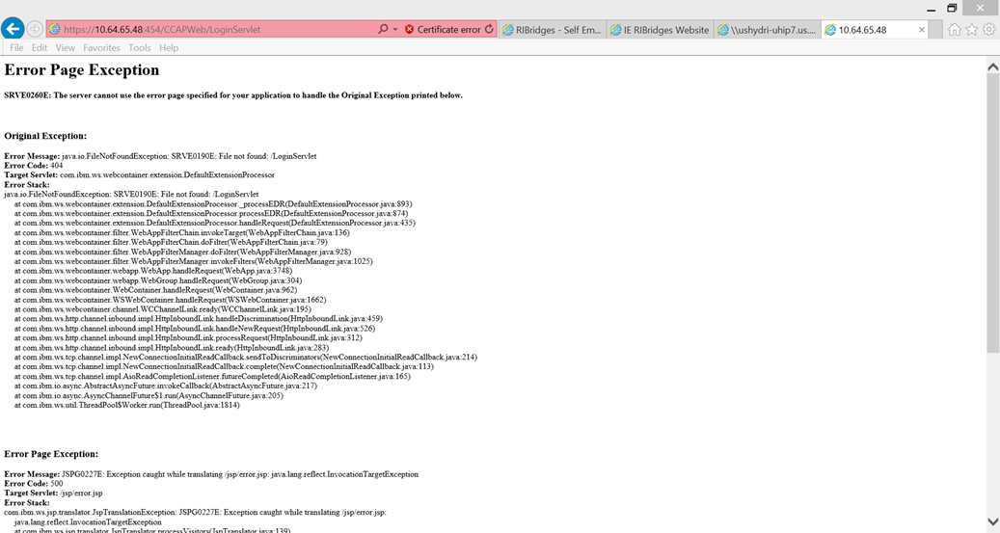 https://10.64.65.48:454/CCAPWeb/LoginServlet Certificate error RIBridges - Self Em... IE RIBridges Website \\ushydri-uhip7.us.... 10.64.65.48
File Edit View Favorites Tools Help
Error Page Exception
SRVE0260E: The server cannot use the error page specified for your application to handle the Original Exception printed below.
Original Exception:
Error Message: java.io.FileNotFoundException: SRVE0190E: File not found: /LoginServlet
Error Code: 404
Target Servlet: com.ibm.ws.webcontainer.extension.DefaultExtensionProcessor
Error Stack:
java.io.FileNotFoundException: SRVE0190E: File not found: /LoginServlet
at com.ibm.ws.webcontainer.extension.DefaultExtensionProcessor._processEDR(DefaultExtensionProcessor.java:893)
at com.ibm.ws.webcontainer.extension.DefaultExtensionProcessor.processEDR(DefaultExtensionProcessor.java:874)
at com.ibm.ws.webcontainer.extension.DefaultExtensionProcessor.handleRequest(DefaultExtensionProcessor.java:435)
at com.ibm.ws.webcontainer.filter.WebAppFilterChain.invokeTarget(WebAppFilterChain.java:136)
at com.ibm.ws.webcontainer.filter.WebAppFilterChain.doFilter(WebAppFilterChain.java:79)
at com.ibm.ws.webcontainer.filter.WebAppFilterManager.doFilter(WebAppFilterManager.java:928)
at com.ibm.ws.webcontainer.filter.WebAppFilterManager.invokeFilters(WebAppFilterManager.java:1025)
at com.ibm.ws.webcontainer.webapp.WebApp.handleRequest(WebApp.java:3748)
at com.ibm.ws.webcontainer.webapp.WebGroup.handleRequest(WebGroup.java:304)
at com.ibm.ws.webcontainer.WebContainer.handleRequest(WebContainer.java:962)
at com.ibm.ws.webcontainer.WSWebContainer.handleRequest(WSWebContainer.java:1662)
at com.ibm.ws.webcontainer.channel.WCChannelLink.ready(WCChannelLink.java:195)
at com.ibm.ws.http.channel.inbound.impl.HttpInboundLink.handleDiscrimination(HttpInboundLink.java:459)
at com.ibm.ws.http.channel.inbound.impl.HttpInboundLink.handleNewRequest(HttpInboundLink.java:526)
at com.ibm.ws.http.channel.inbound.impl.HttpInboundLink.processRequest(HttpInboundLink.java:312)
at com.ibm.ws.http.channel.inbound.impl.HttpInboundLink.ready(HttpInboundLink.java:283)
at com.ibm.ws.tcp.channel.impl.NewConnectionInitialReadCallback.sendToDiscriminators(NewConnectionInitialReadCallback.java:214)
at com.ibm.ws.tcp.channel.impl.NewConnectionInitialReadCallback.complete(NewConnectionInitialReadCallback.java:113)
at com.ibm.ws.tcp.channel.impl.AioReadCompletionListener.futureCompleted(AioReadCompletionListener.java:165)
at com.ibm.io.async.AbstractAsyncFuture.invokeCallback(AbstractAsyncFuture.java:217)
at com.ibm.io.async.AsyncChannelFuture$1.run(AsyncChannelFuture.java:205)
at com.ibm.ws.util.ThreadPool$Worker.run(ThreadPool.java:1814)
Error Page Exception:
Error Message: JSPG0227E: Exception caught while translating /jsp/error.jsp: java.lang.reflect.InvocationTargetException
Error Code: 500
Target Servlet: /jsp/error.jsp
Error Stack:
com.ibm.ws.jsp.translator.JspTranslationException: JSPG0227E: Exception caught while translating /jsp/error.jsp:
java.lang.reflect.InvocationTargetException
at com.ibm.ws.jsp.translator.JspTranslator.processVisitors(JspTranslator.java:139)